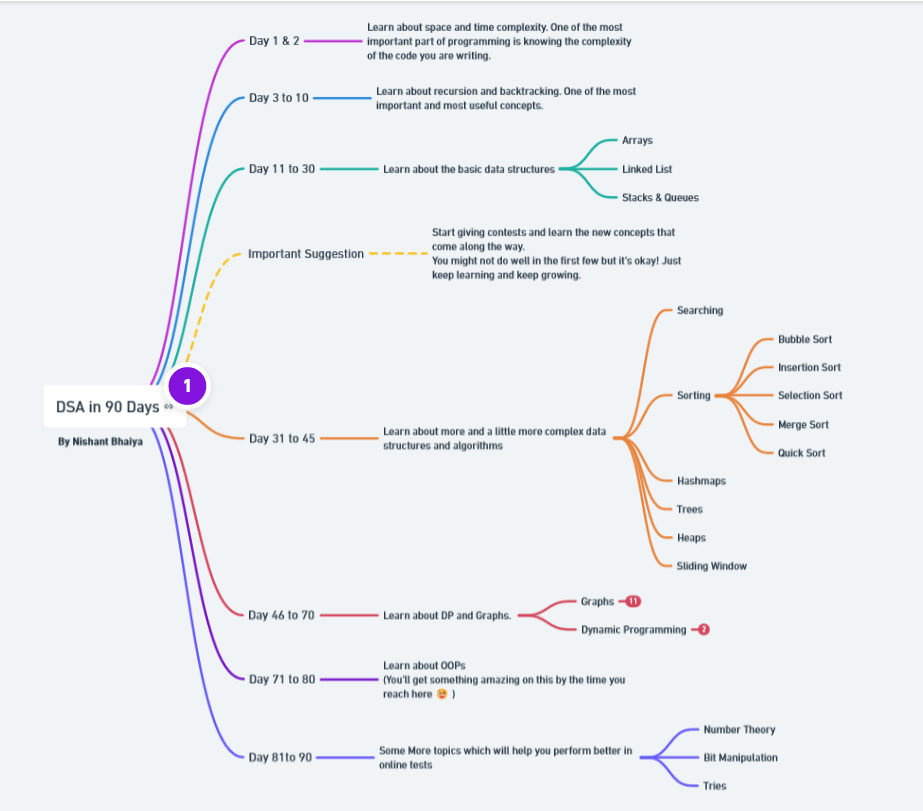 Day 1 & 2
Learn about space and time complexity. One of the most
important part of programming is knowing the complexity
of the code you are writing.
Day 3 to 10
Learn about recursion and backtracking. One of the most
important and most useful concepts.
Day 11 to 30
Learn about the basic data structures
Arrays
Linked List
Stacks & Queues
Important Suggestion
Start giving contests and learn the new concepts that
come along the way.
You might not do well in the first few but it's okay! Just
keep learning and keep growing.
1
DSA in 90 Days
By Nishant Bhaiya
Day 31 to 45
Learn about more and a little more complex data
structures and algorithms
Searching
Sorting
Bubble Sort
Insertion Sort
Selection Sort
Merge Sort
Quick Sort
Hashmaps
Trees
Heaps
Sliding Window
Day 46 to 70
Learn about DP and Graphs.
Graphs 11
Dynamic Programming 2
Day 71 to 80
Learn about OOPs
(You'll get something amazing on this by the time you
reach here 🥰 )
Day 81to 90
Some More topics which will help you perform better in
online tests
Number Theory
Bit Manipulation
Tries